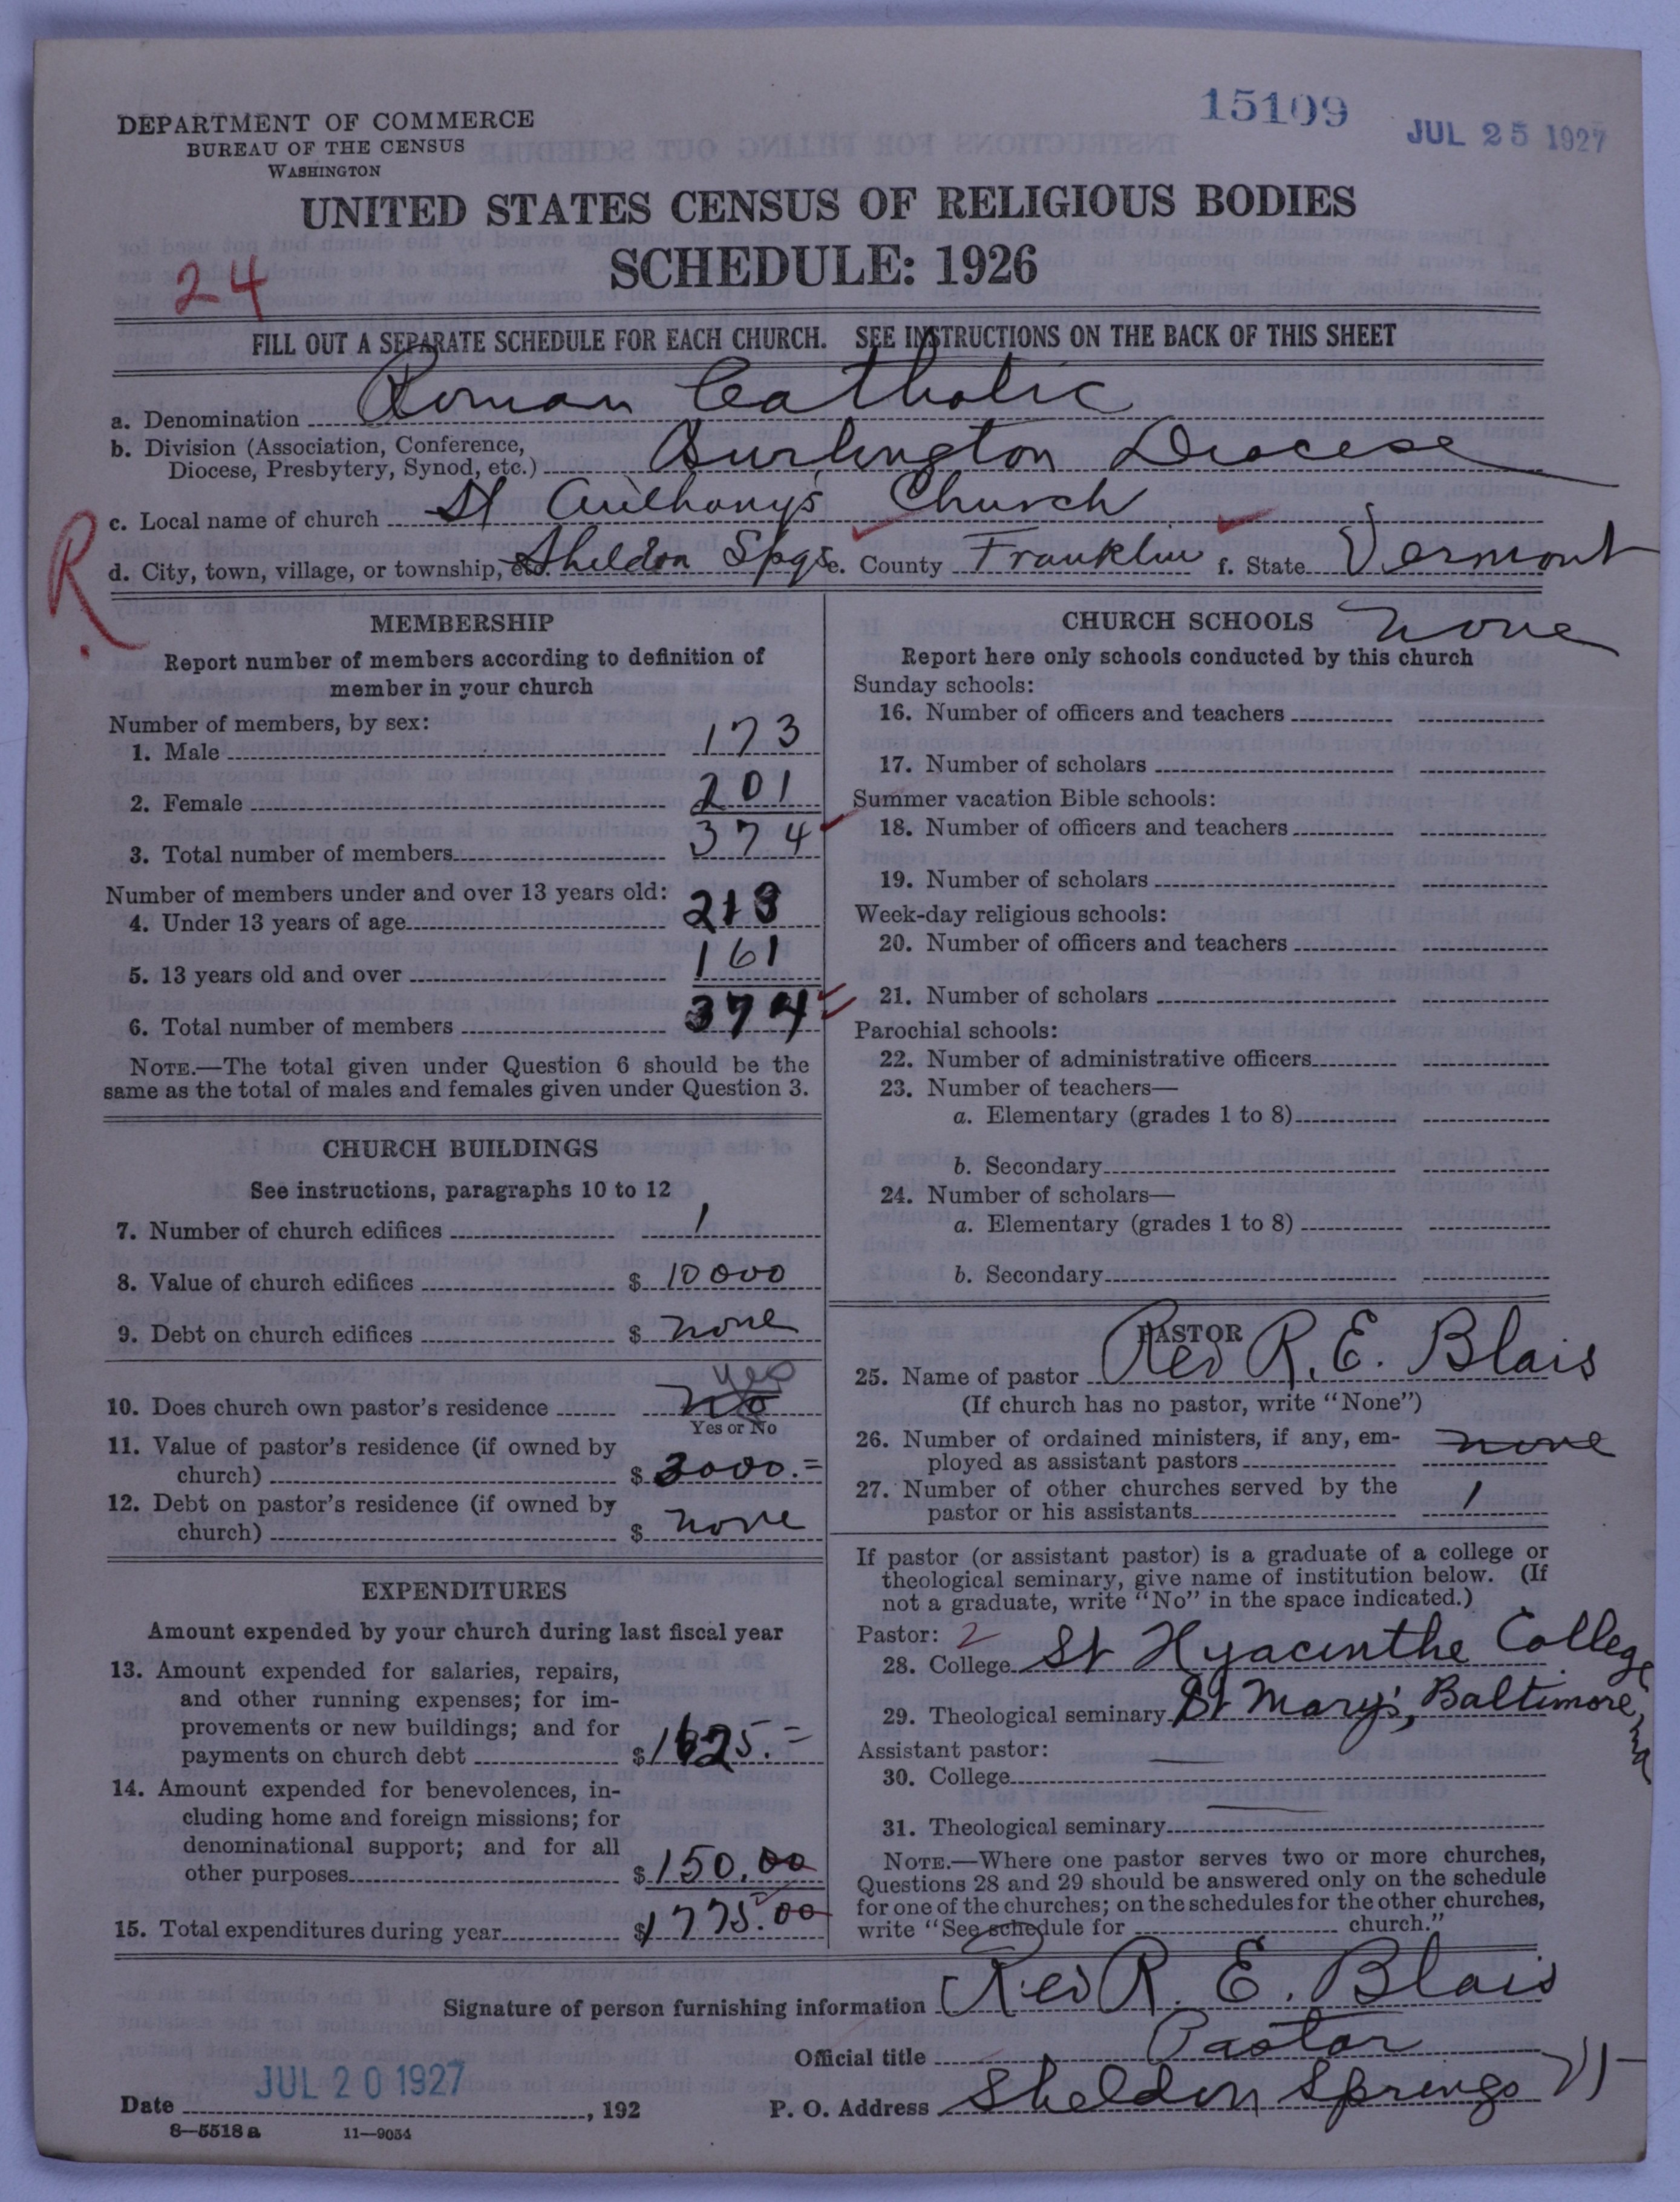 15109
JUL 25 1927
DEPARTMENT OF COMMERCE
BUREAU OF THE CENSUS
WASHINGTON
UNITED STATES CENSUS OF RELIGIOUS BODIES
SCHEDULE: 1926
24
FILL OUT A SEPARATE SCHEDULE FOR EACH CHURCH. SEE INSTRUCTIONS ON THE BACK OF THIS SHEET
a. Denomination Roman Catholic
b. Division (Association, Conference,
Diocese, Presbytery, Synod, etc.) Burlington Diocese
c. Local name of church St Anthony's Church
R
d. City, town, village, or township, etc. Sheldon Spgs e. County Franklin f. State Vermont
MEMBERSHIP
Report number of members according to definition of
member in your church
Number of members, by sex:
1. Male 173
2. Female 201
3. Total number of members 374
Number of members under and over 13 years old:
4. Under 13 years of age 213
5. 13 years old and over 161
6. Total number of members 374
NOTE.—The total given under Question 6 should be the
same as the total of males and females given under Question 3.
CHURCH BUILDINGS
See instructions, paragraphs 10 to 12
7. Number of church edifices 1
8. Value of church edifices $ 10000
9. Debt on church edifices $ none
yes
10. Does church own pastor's residence No
Yes or No
11. Value of pastor's residence (if owned by
church) $ 3000.=
12. Debt on pastor's residence (if owned by
church) $ none
EXPENDITURES
Amount expended by your church during last fiscal year
13. Amount expended for salaries, repairs,
and other running expenses; for im-
provements or new buildings; and for
payments on church debt $ 1625.=
14. Amount expended for benevolences, in-
cluding home and foreign missions; for
denominational support; and for all
other purposes $ 150.00
15. Total expenditures during year $ 1775.00
CHURCH SCHOOLS none
Report here only schools conducted by this church
Sunday schools:
16. Number of officers and teachers
17. Number of scholars
Summer vacation Bible schools:
18. Number of officers and teachers
19. Number of scholars
Week-day religious schools:
20. Number of officers and teachers
21. Number of scholars
Parochial schools:
22. Number of administrative officers
23. Number of teachers—
a. Elementary (grades 1 to 8)
b. Secondary
24. Number of scholars—
a. Elementary (grades 1 to 8)
b. Secondary
PASTOR
25. Name of pastor Rev R. E. Blais
(If church has no pastor, write "None")
26. Number of ordained ministers, if any, em-
ployed as assistant pastors none
27. Number of other churches served by the
pastor or his assistants 1
If pastor (or assistant pastor) is a graduate of a college or
theological seminary, give name of institution below. (If
not a graduate, write "No" in the space indicated.)
Pastor: 2
28. College St Hyacinthe College
29. Theological seminary St Mary's, Baltimore, Md
Assistant pastor:
30. College
31. Theological seminary
NOTE.—Where one pastor serves two or more churches,
Questions 28 and 29 should be answered only on the schedule
for one of the churches; on the schedules for the other churches,
write "See schedule for church."
Signature of person furnishing information Rev R. E. Blais
Official title Pastor
JUL 20 1927
Date , 192
P. O. Address Sheldon Springs Vt
8—5518 a 11—9054